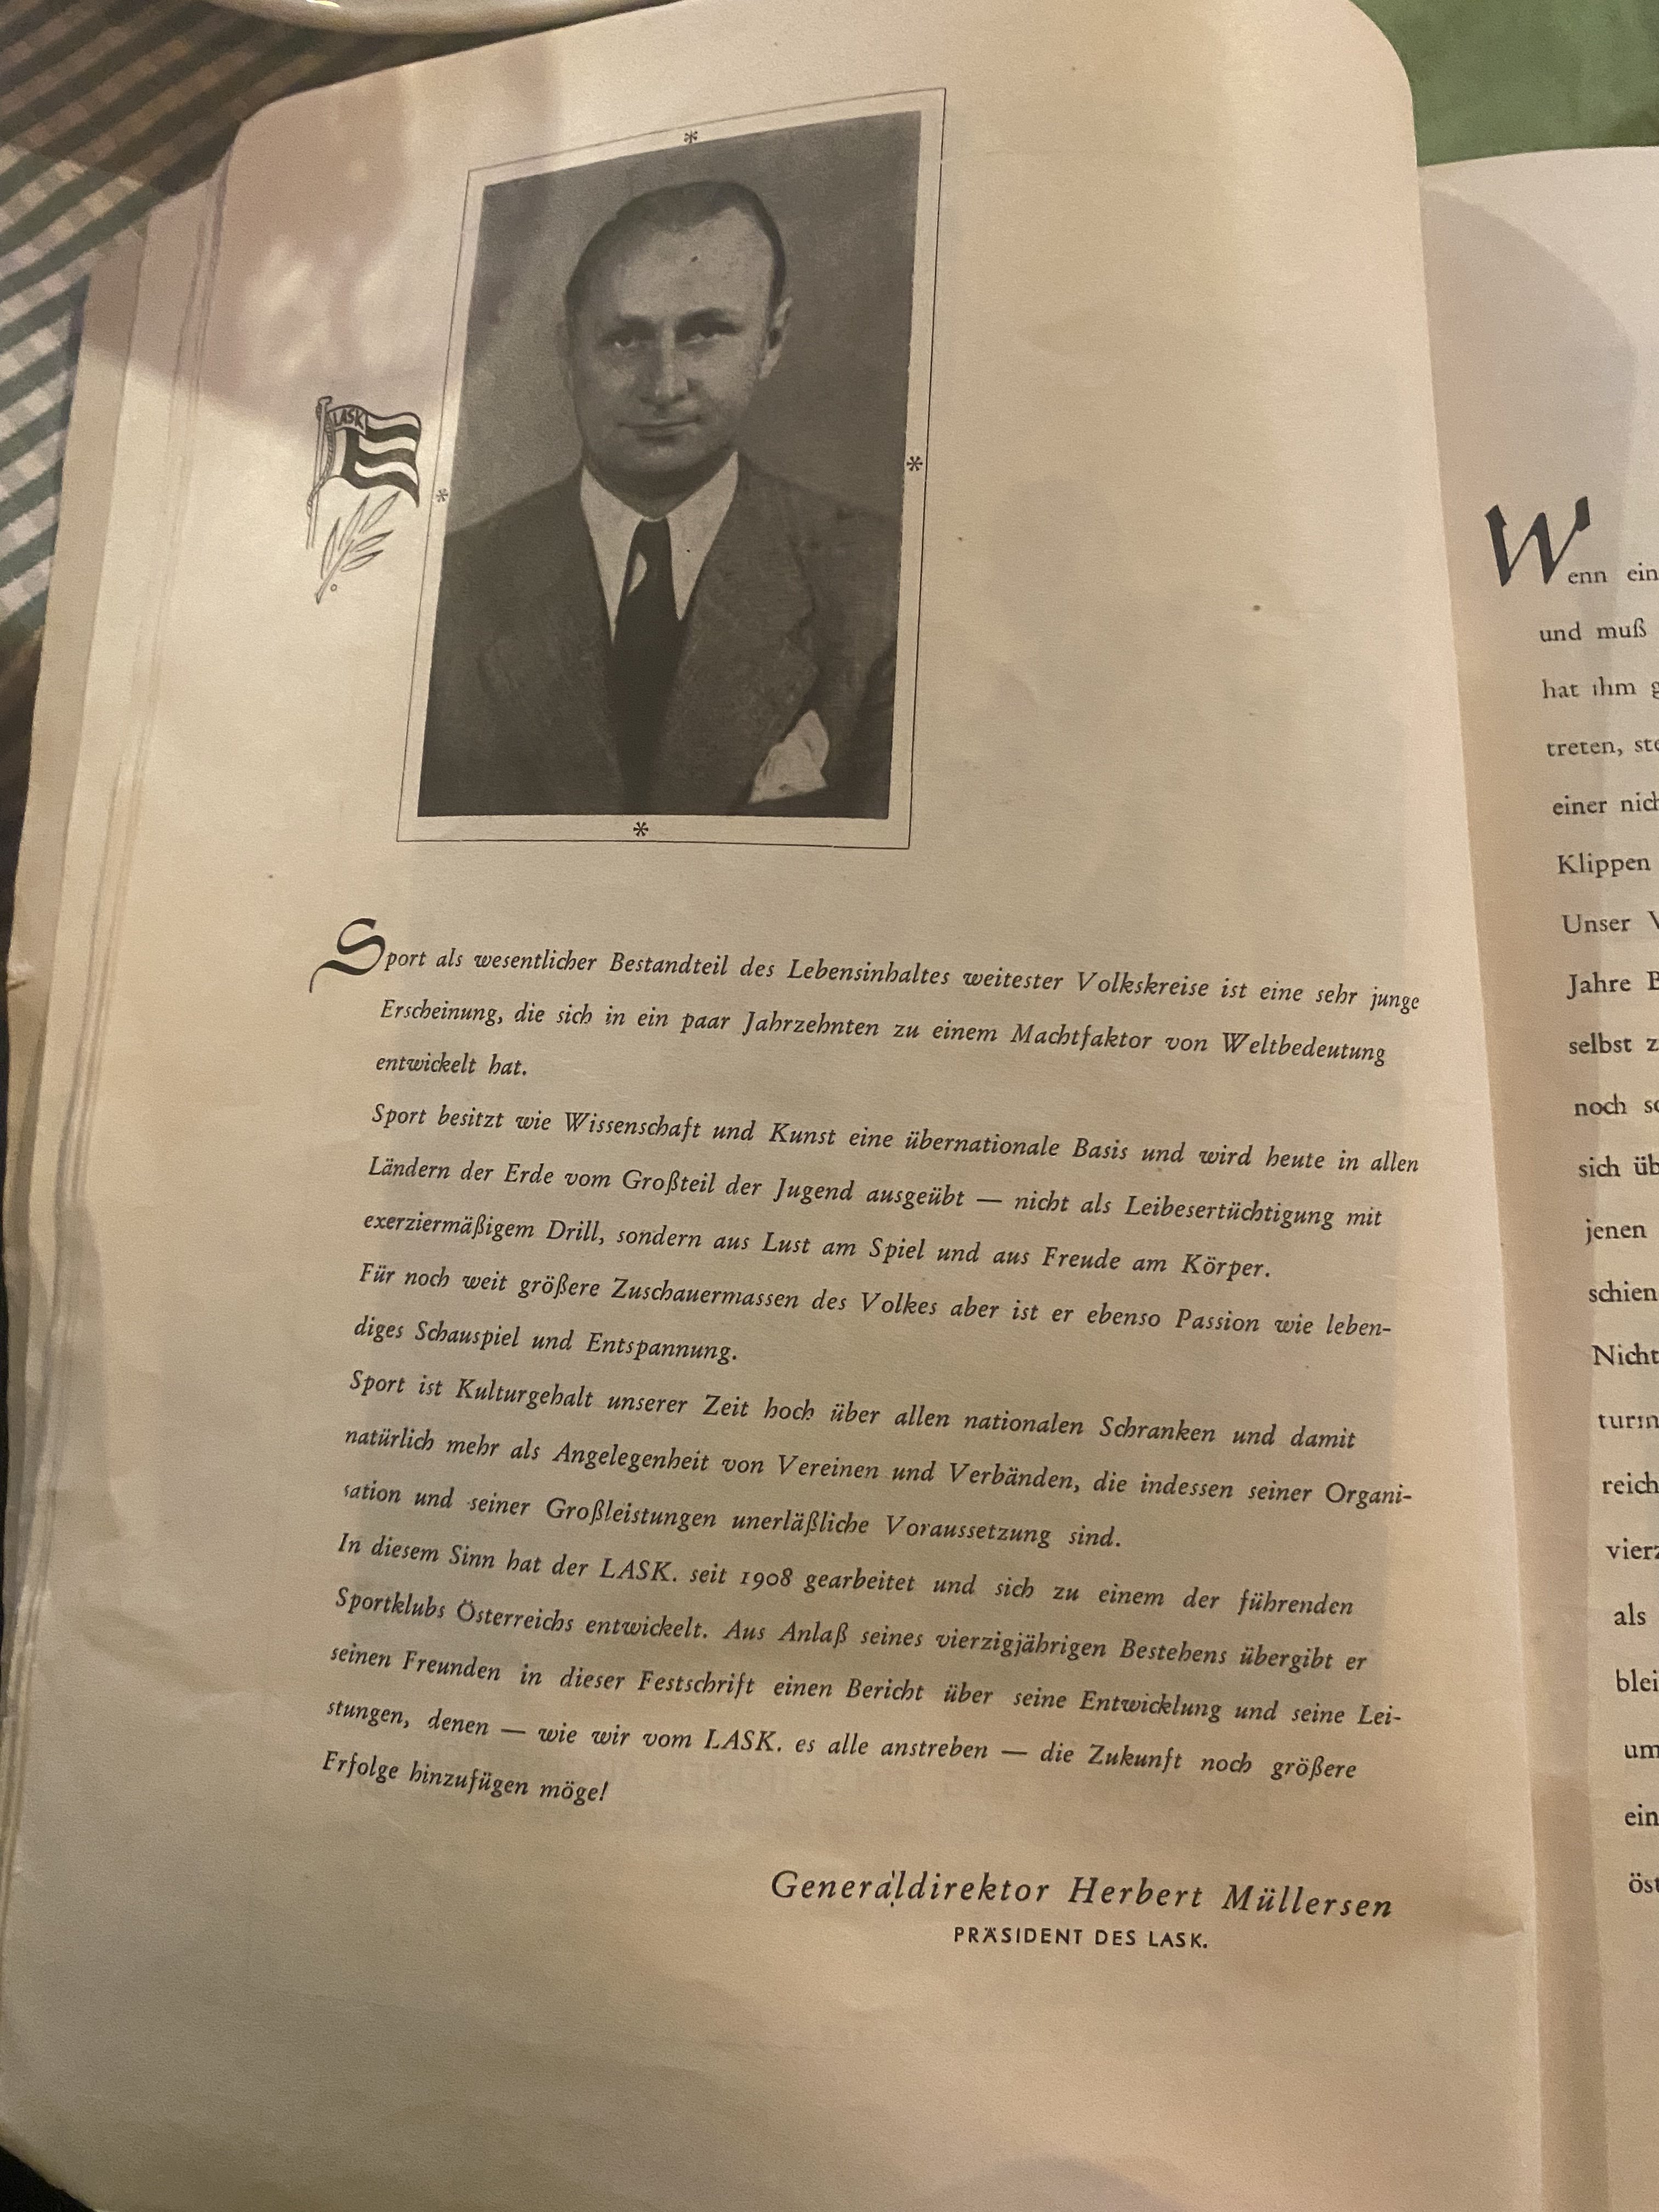 LASK
Sport als wesentlicher Bestandteil des Lebensinhaltes weitester Volkskreise ist eine sehr junge
Erscheinung, die sich in ein paar Jahrzehnten zu einem Machtfaktor von Weltbedeutung
entwickelt hat.
Sport besitzt wie Wissenschaft und Kunst eine übernationale Basis und wird heute in allen
Ländern der Erde vom Großteil der Jugend ausgeübt — nicht als Leibesertüchtigung mit
exerziermäßigem Drill, sondern aus Lust am Spiel und aus Freude am Körper.
Für noch weit größere Zuschauermassen des Volkes aber ist er ebenso Passion wie leben-
diges Schauspiel und Entspannung.
Sport ist Kulturgehalt unserer Zeit hoch über allen nationalen Schranken und damit
natürlich mehr als Angelegenheit von Vereinen und Verbänden, die indessen seiner Organi-
sation und seiner Großleistungen unerläßliche Voraussetzung sind.
In diesem Sinn hat der LASK. seit 1908 gearbeitet und sich zu einem der führenden
Sportklubs Österreichs entwickelt. Aus Anlaß seines vierzigjährigen Bestehens übergibt er
seinen Freunden in dieser Festschrift einen Bericht über seine Entwicklung und seine Lei-
stungen, denen — wie wir vom LASK. es alle anstreben — die Zukunft noch größere
Erfolge hinzufügen möge!
Generaldirektor Herbert Müllersen
PRÄSIDENT DES LASK.
Wenn ein
und muß
hat ihm g
treten, ste
einer nich
Klippen
Unser V
Jahre B
selbst z
noch so
sich üb
jenen
schien
Nicht
turm
reich
vierz
als
blei
um
ein
öst